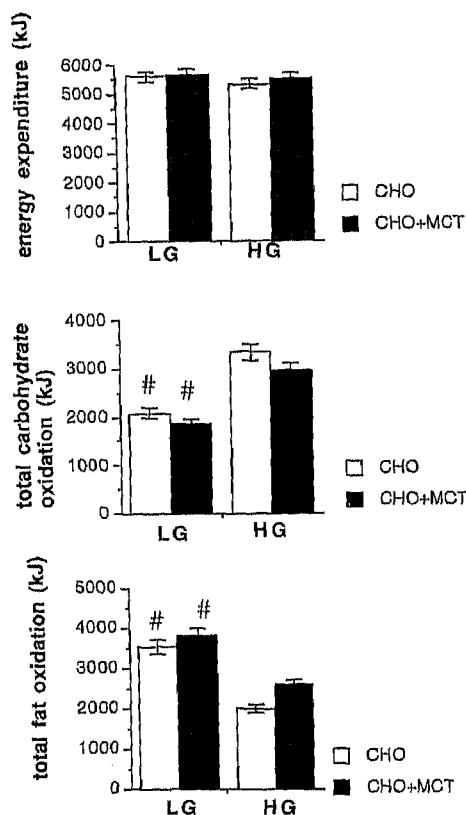 energy expenditure (kJ)
6000
5000
4000
3000
2000
1000
0
LG
HG
CHO
CHO+MCT
total carbohydrate
oxidation (kJ)
4000
3000
2000
1000
0
#
#
LG
HG
CHO
CHO+MCT
total fat oxidation (kJ)
5000
4000
3000
2000
1000
0
#
#
LG
HG
CHO
CHO+MCT